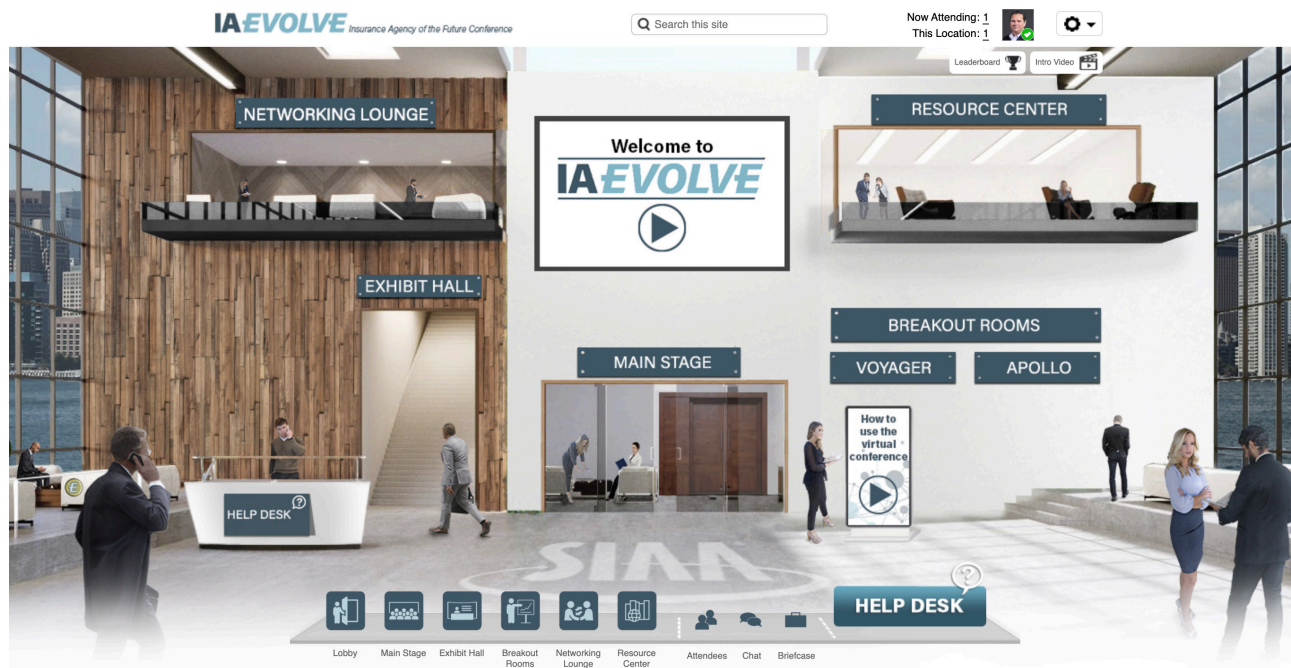 IA EVOLVE Insurance Agency of the Future Conference
Search this site
Now Attending: 1
This Location: 1
Leaderboard
Intro Video
NETWORKING LOUNGE
RESOURCE CENTER
Welcome to
IA EVOLVE
EXHIBIT HALL
BREAKOUT ROOMS
MAIN STAGE
VOYAGER
APOLLO
How to
use the
virtual
conference
HELP DESK
?
SIAA
E
?
HELP DESK
Lobby
Main Stage
Exhibit Hall
Breakout
Rooms
Networking
Lounge
Resource
Center
Attendees
Chat
Briefcase